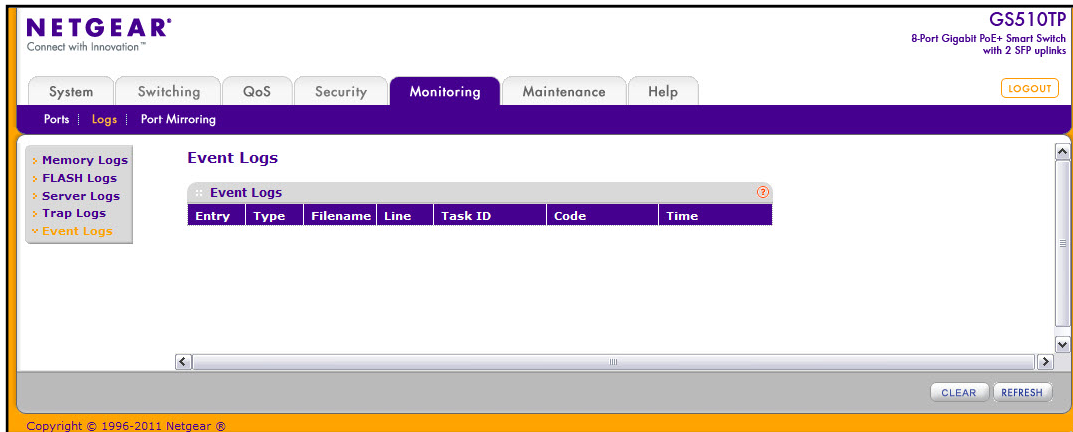 NETGEAR®
Connect with Innovation™
GS510TP
8-Port Gigabit PoE+ Smart Switch
with 2 SFP uplinks
System Switching QoS Security Monitoring Maintenance Help
LOGOUT
Ports Logs Port Mirroring
Memory Logs
FLASH Logs
Server Logs
Trap Logs
Event Logs
Event Logs
Event Logs ?
Entry Type Filename Line Task ID Code Time
CLEAR REFRESH
Copyright © 1996-2011 Netgear ®